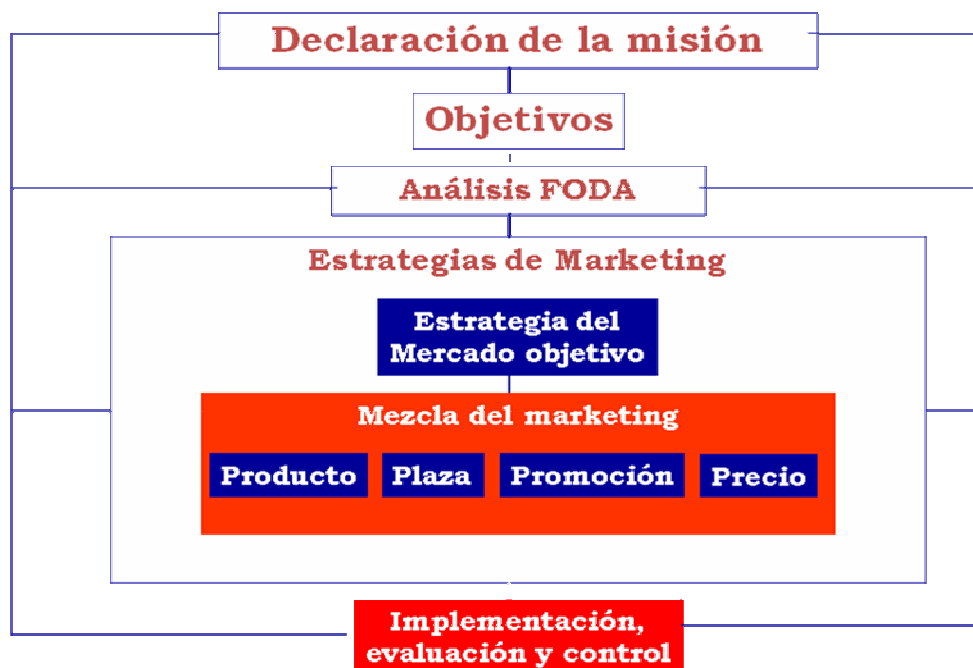 Declaración de la misión
Objetivos
Análisis FODA
Estrategias de Marketing
Estrategia del
Mercado objetivo
Mezcla del marketing
Producto Plaza Promoción Precio
Implementación,
evaluación y control